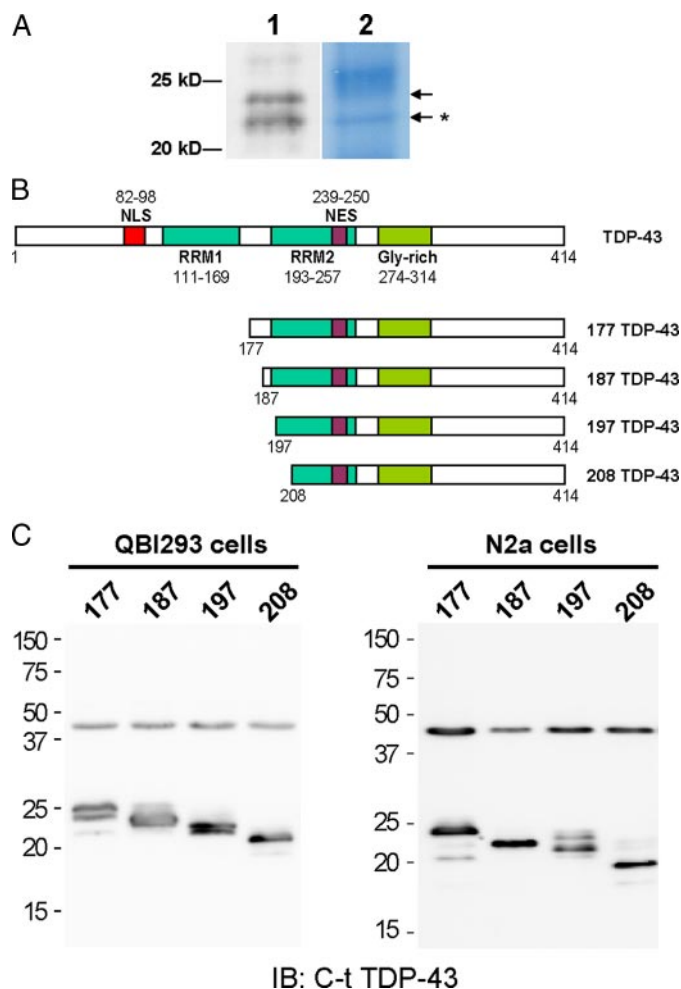 A
1 2
25 kD
*
20 kD
B
82-98
NLS
239-250
NES
TDP-43
1
414
RRM1
111-169
RRM2
193-257
Gly-rich
274-314
177 TDP-43
177
414
187 TDP-43
187
414
197 TDP-43
197
414
208 TDP-43
208
414
C
QBI293 cells
177 187 197 208
150 -
75 -
50 -
37 -
25 -
20 -
15 -
N2a cells
177 187 197 208
150 -
75 -
50 -
37 -
25 -
20 -
15 -
IB: C-t TDP-43